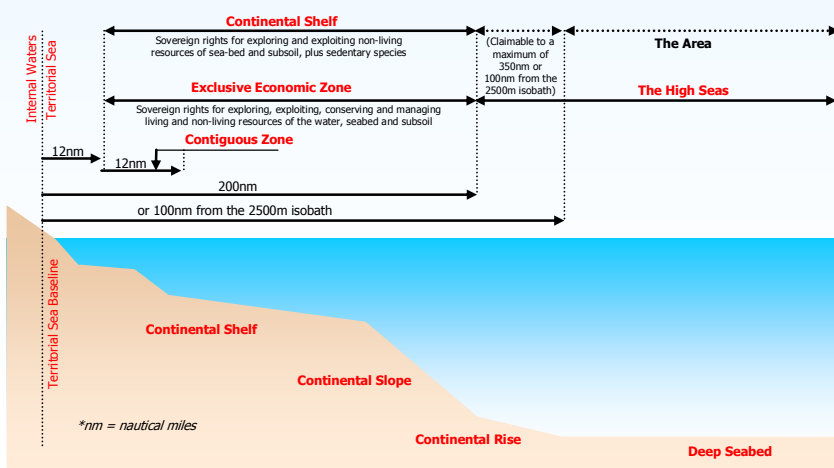 Continental Shelf
Sovereign rights for exploring and exploiting non-living
resources of sea-bed and subsoil, plus sedentary species
(Claimable to a
maximum of
350nm or
100nm from the
2500m isobath)
The Area
Internal Waters
Territorial Sea
Exclusive Economic Zone
Sovereign rights for exploring, exploiting, conserving and managing
living and non-living resources of the water, seabed and subsoil
The High Seas
Contiguous Zone
12nm
12nm
200nm
or 100nm from the 2500m isobath
Territorial Sea Baseline
Continental Shelf
Continental Slope
*nm = nautical miles
Continental Rise
Deep Seabed